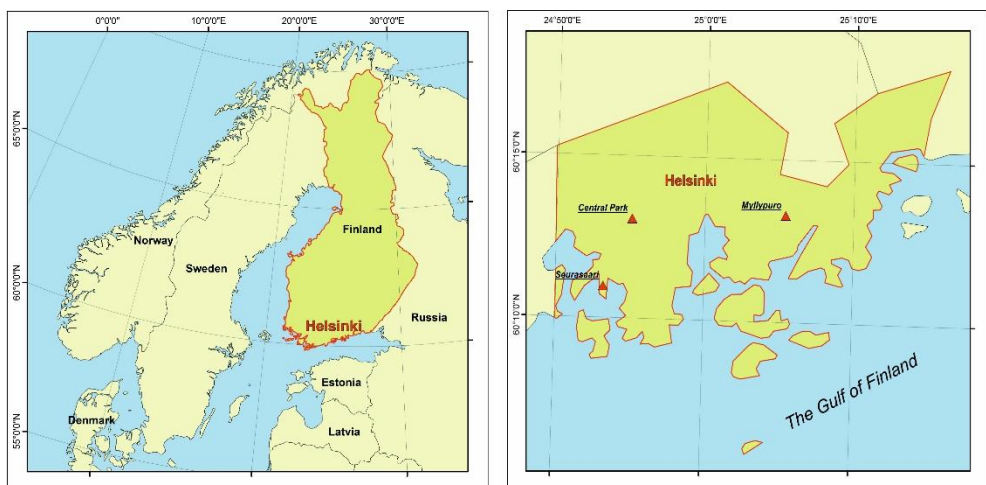 0°0'0"
10°0'0"E
20°0'0"E
30°0'0"E
65°0'0"N
60°0'0"N
55°0'0"N
Norway
Sweden
Finland
Helsinki
Russia
Estonia
Latvia
Denmark
24°50'0"E
25°0'0"E
25°10'0"E
60°15'0"N
60°10'0"N
Helsinki
Central Park
Myllypuro
Seurasaari
The Gulf of Finland